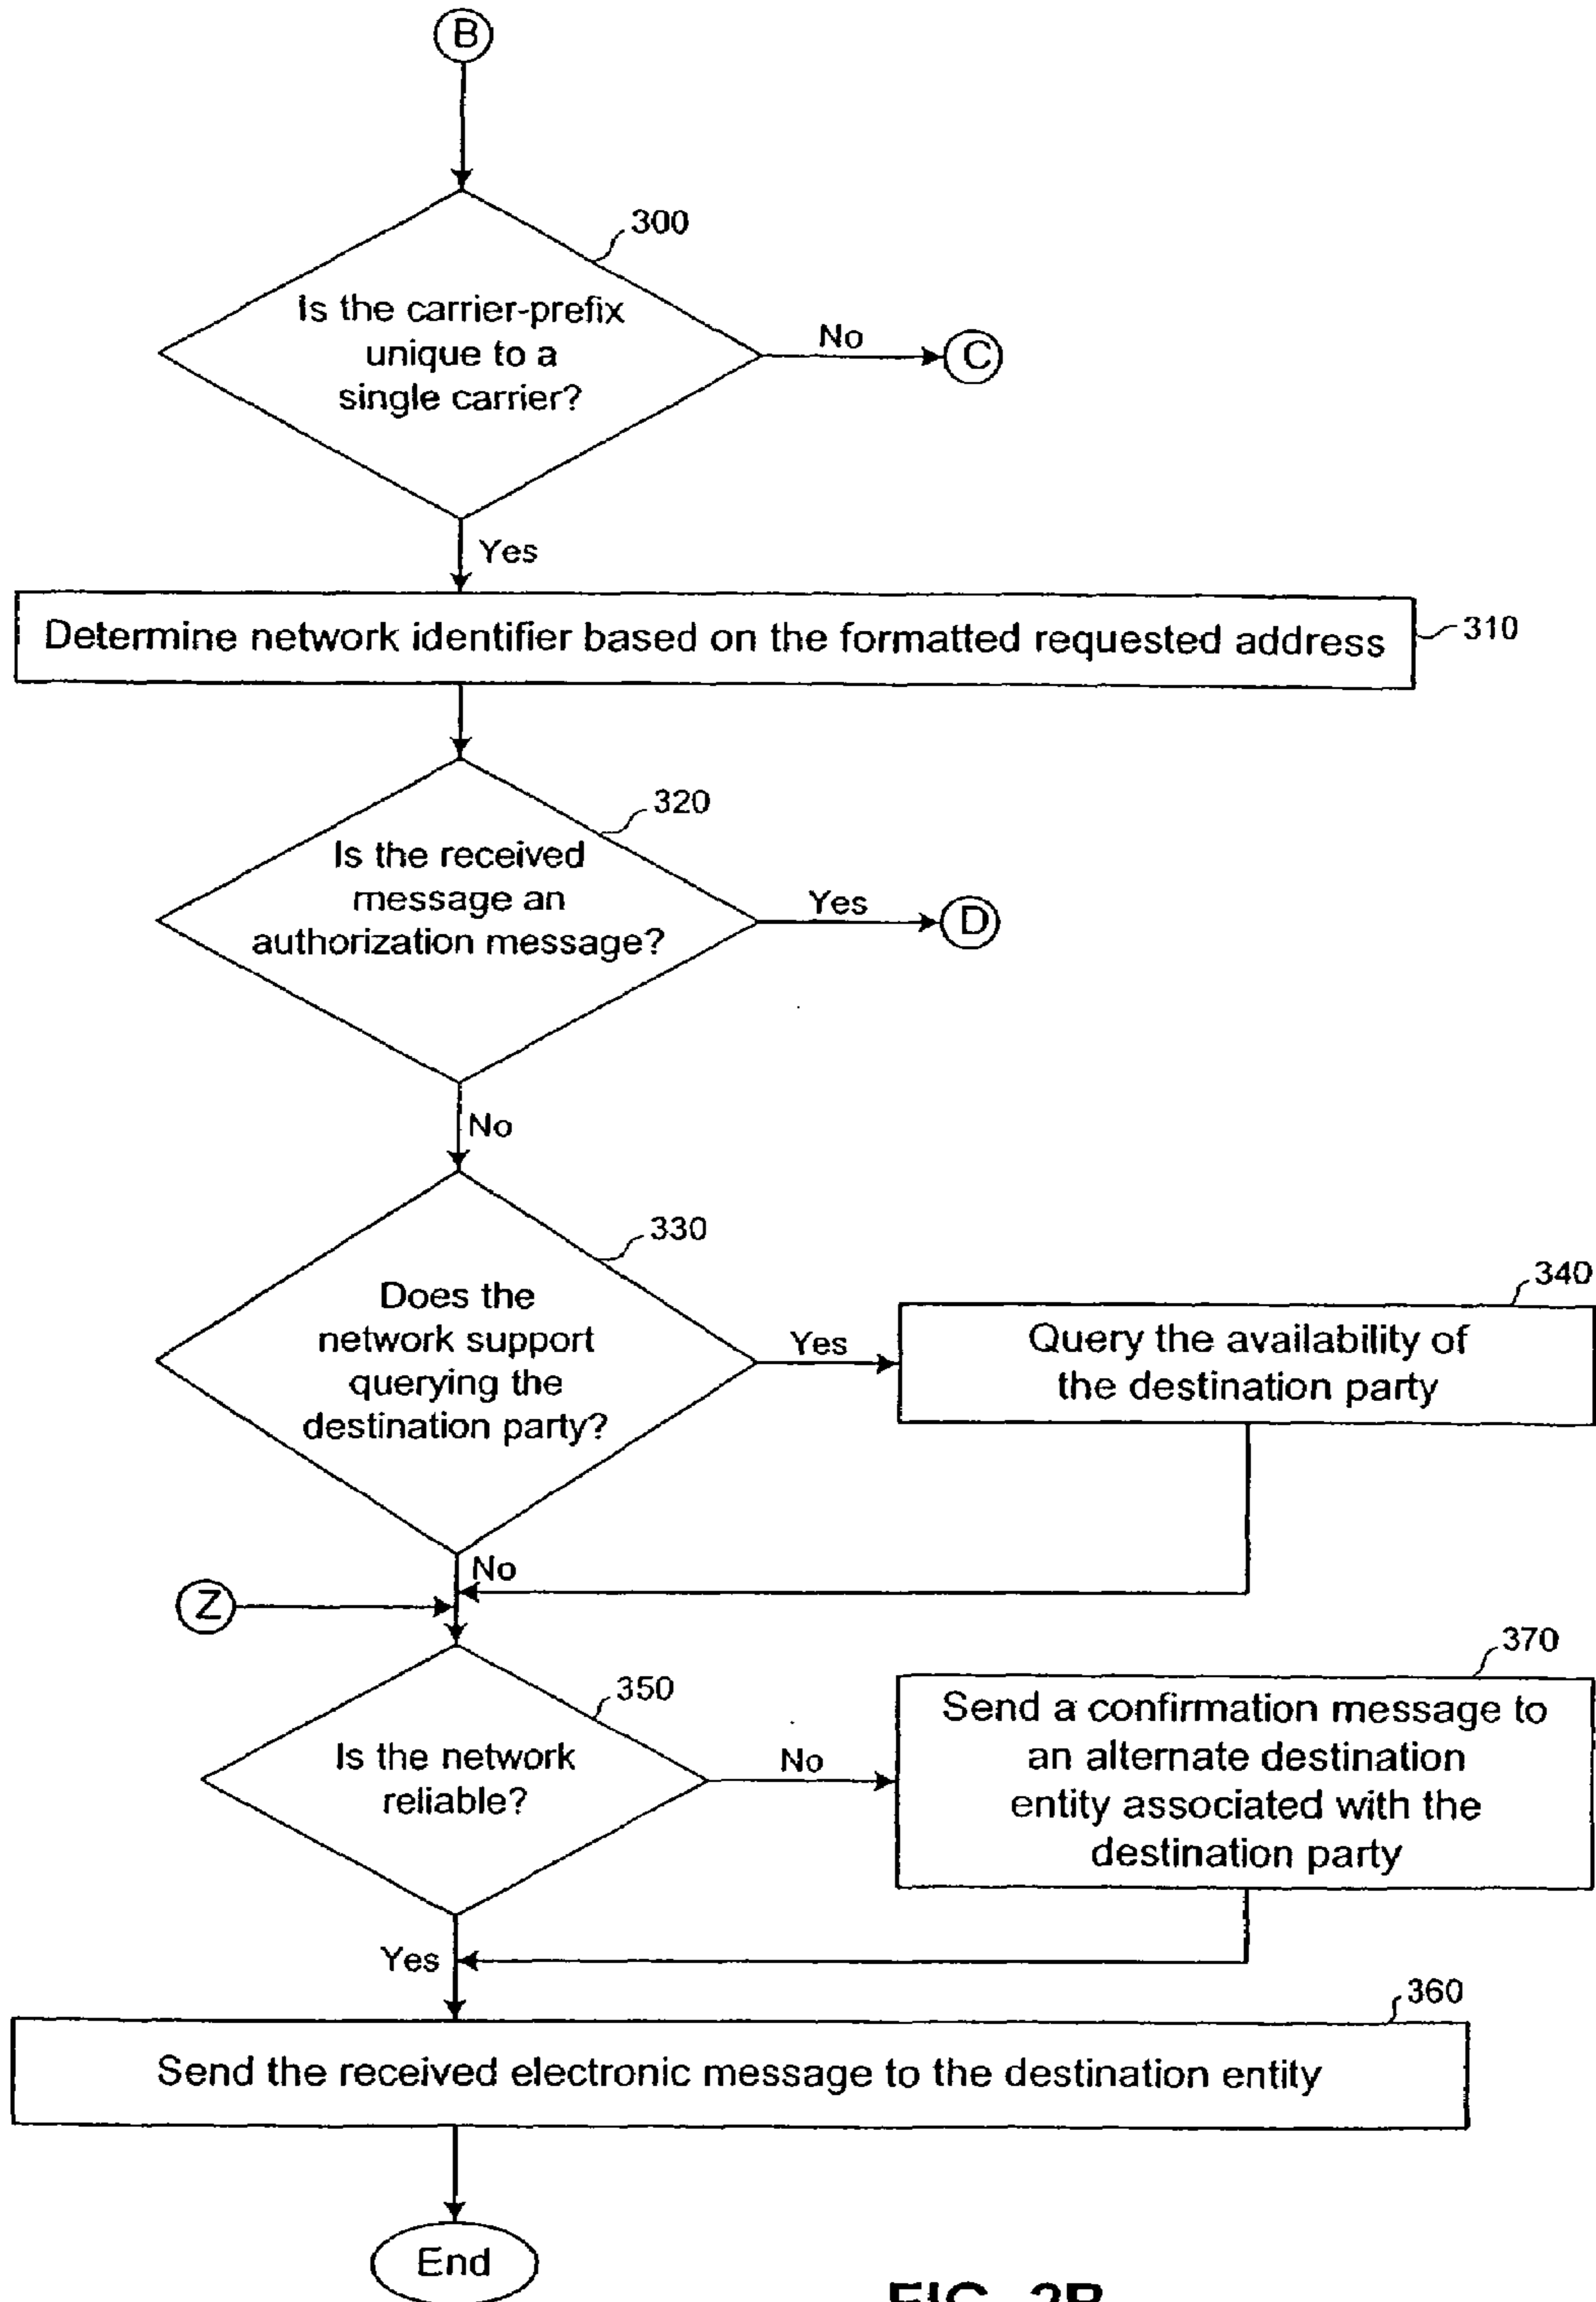 B
300
Is the carrier-prefix
unique to a
single carrier?
No
C
Yes
Determine network identifier based on the formatted requested address
310
320
Is the received
message an
authorization message?
Yes
D
No
330
Does the
network support
querying the
destination party?
Yes
340
Query the availability of
the destination party
No
Z
350
Is the network
reliable?
No
370
Send a confirmation message to
an alternate destination
entity associated with the
destination party
Yes
360
Send the received electronic message to the destination entity
End